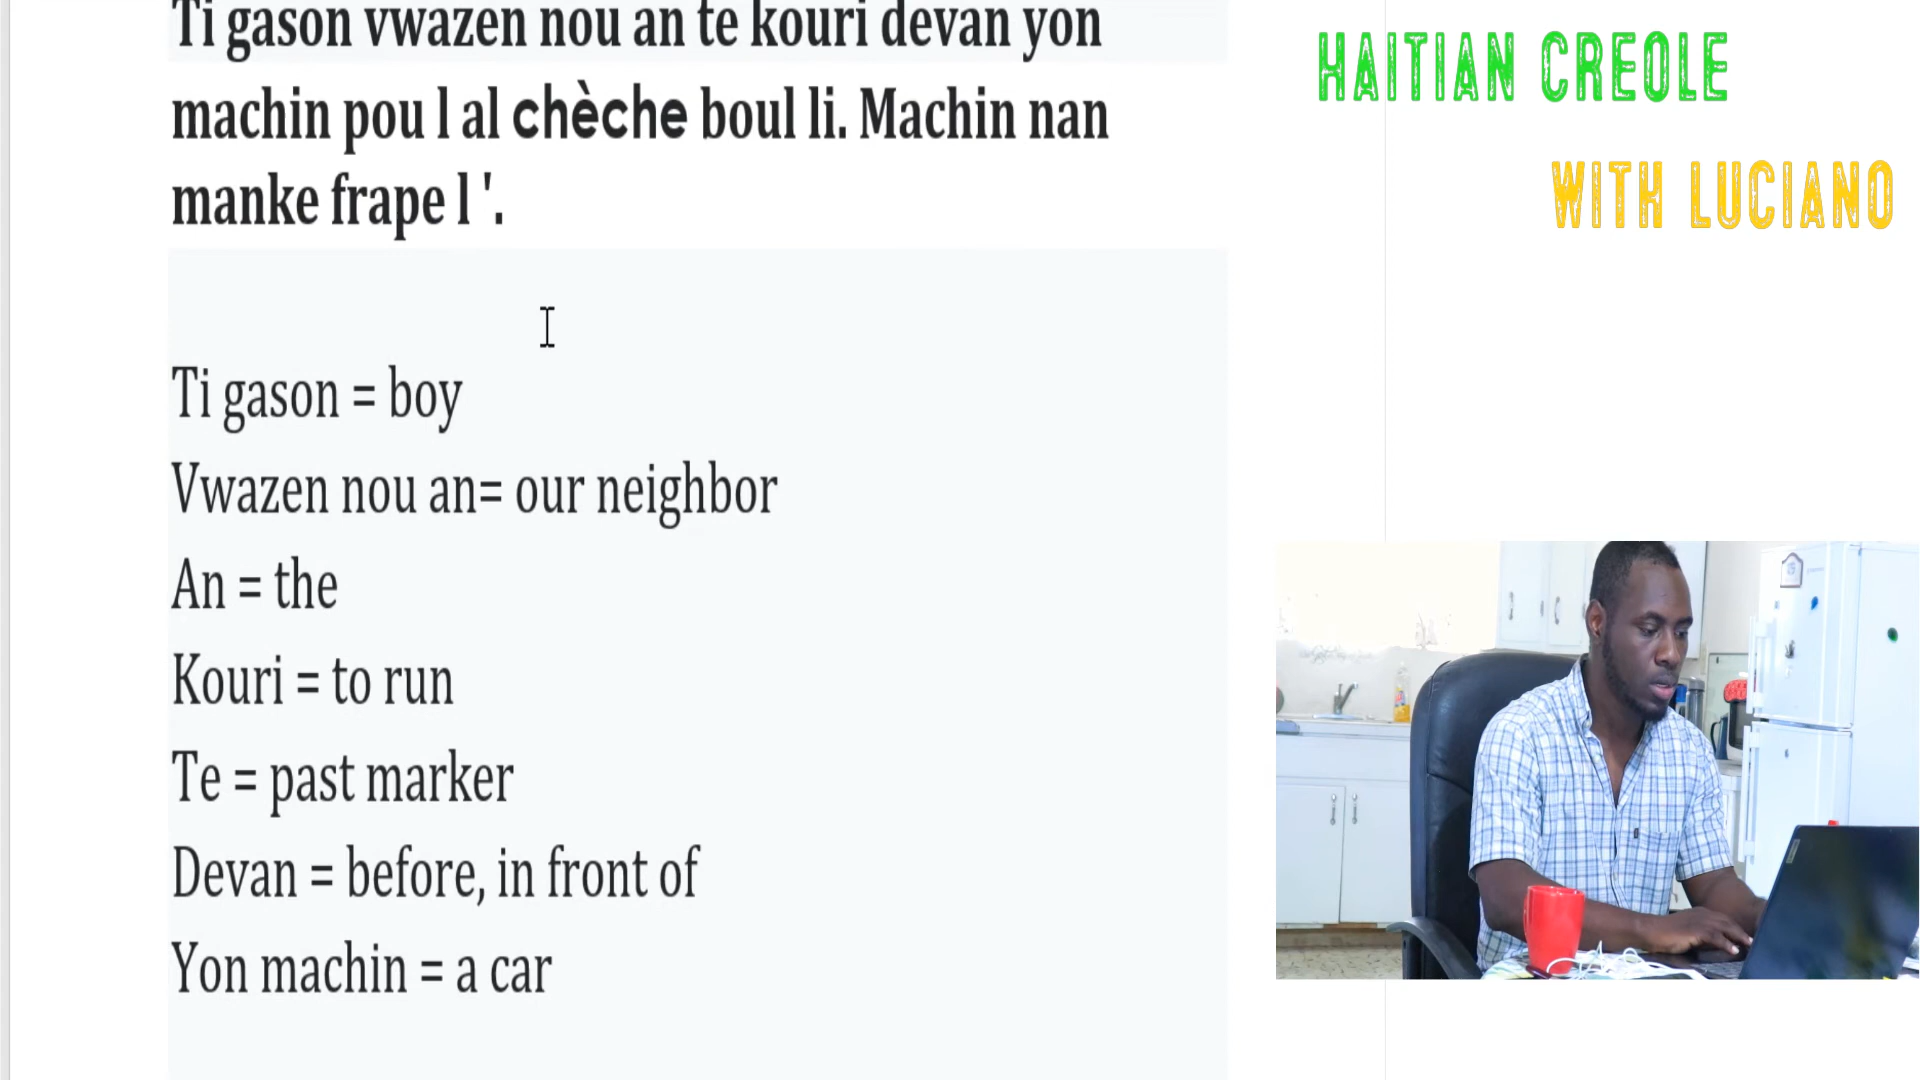 Ti gason vwazen nou an te kouri devan yon
machin pou l al chèche boul li. Machin nan
manke frape l '.
Ti gason = boy
Vwazen nou an= our neighbor
An = the
Kouri = to run
Te = past marker
Devan = before, in front of
Yon machin = a car
HAITIAN CREOLE
WITH LUCIANO